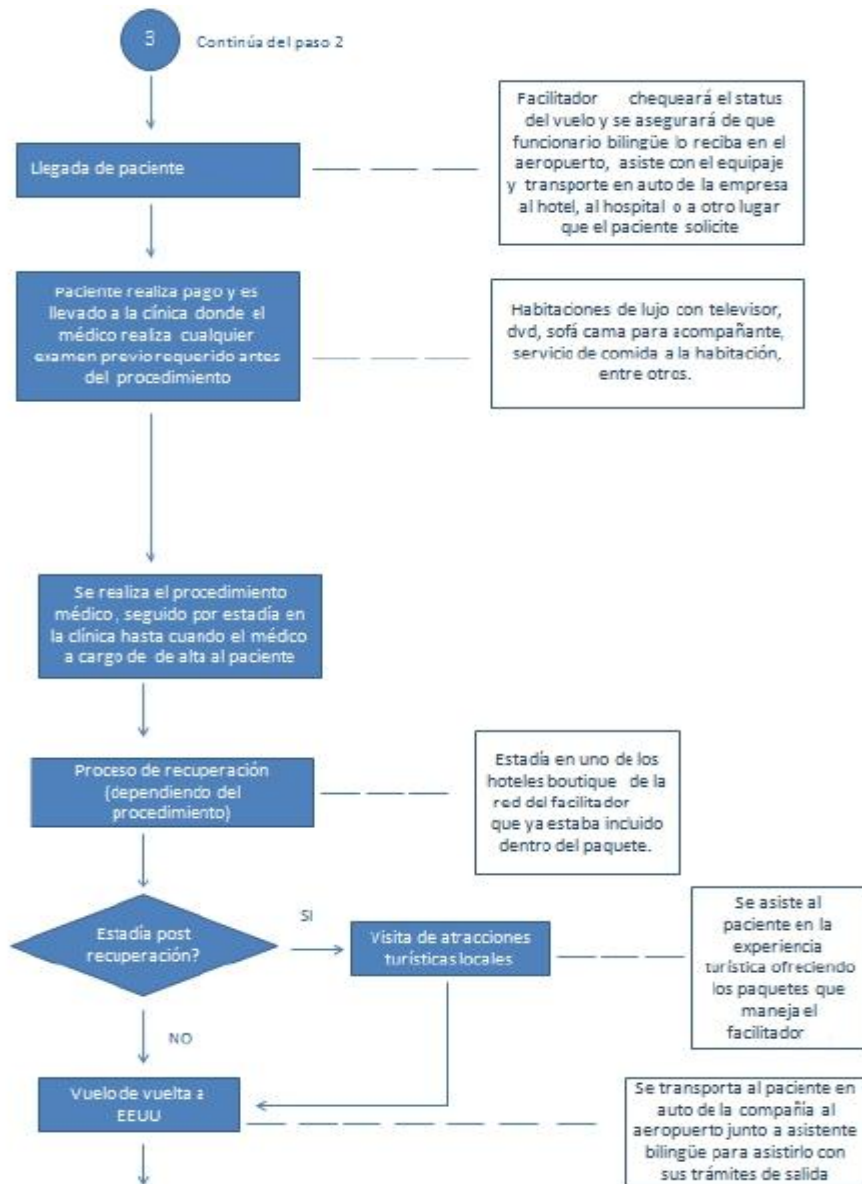 3
Continúa del paso 2
Facilitador chequeará el status
del vuelo y se asegurará de que
funcionario bilingüe lo reciba en el
aeropuerto, asiste con el equipaje
y transporte en auto de la empresa
al hotel, al hospital o a otro lugar
que el paciente solicite
Llegada de paciente
Paciente realiza pago y es
llevado a la clínica donde el
médico realiza cualquier
examen previo requerido antes
del procedimiento
Habitaciones de lujo con televisor,
dvd, sofá cama para acompañante,
servicio de comida a la habitación,
entre otros.
Se realiza el procedimiento
médico, seguido por estadía en
la clínica hasta cuando el médico
a cargo de de alta al paciente
Proceso de recuperación
(dependiendo del
procedimiento)
Estadía en uno de los
hoteles boutique de la
red del facilitador
que ya estaba incluido
dentro del paquete.
Estadía post
recuperación?
SI
Visita de atracciones
turísticas locales
Se asiste al
paciente en la
experiencia
turística ofreciendo
los paquetes que
maneja el
facilitador
NO
Vuelo de vuelta a
EEUU
Se transporta al paciente en
auto de la compañía al
aeropuerto junto a asistente
bilingüe para asistirlo con
sus trámites de salida